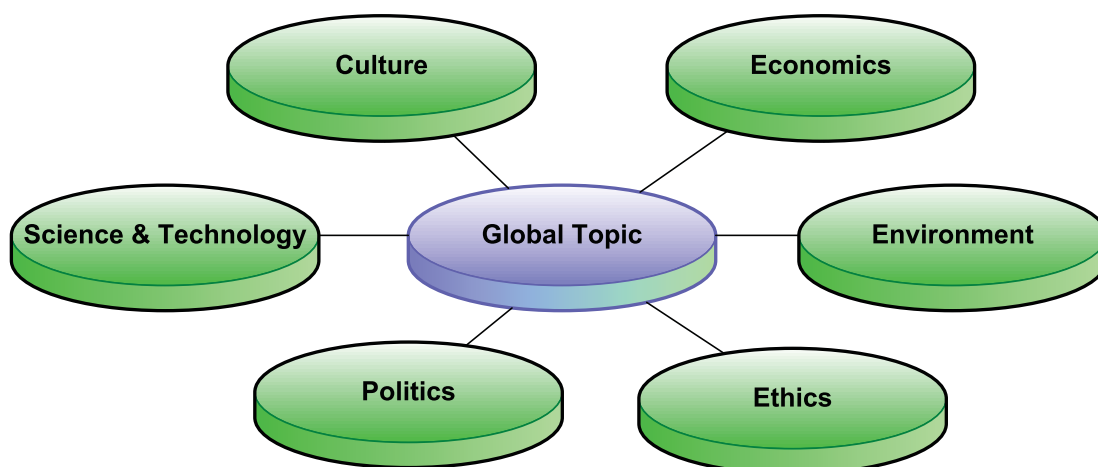 Culture
Economics
Science & Technology
Global Topic
Environment
Politics
Ethics